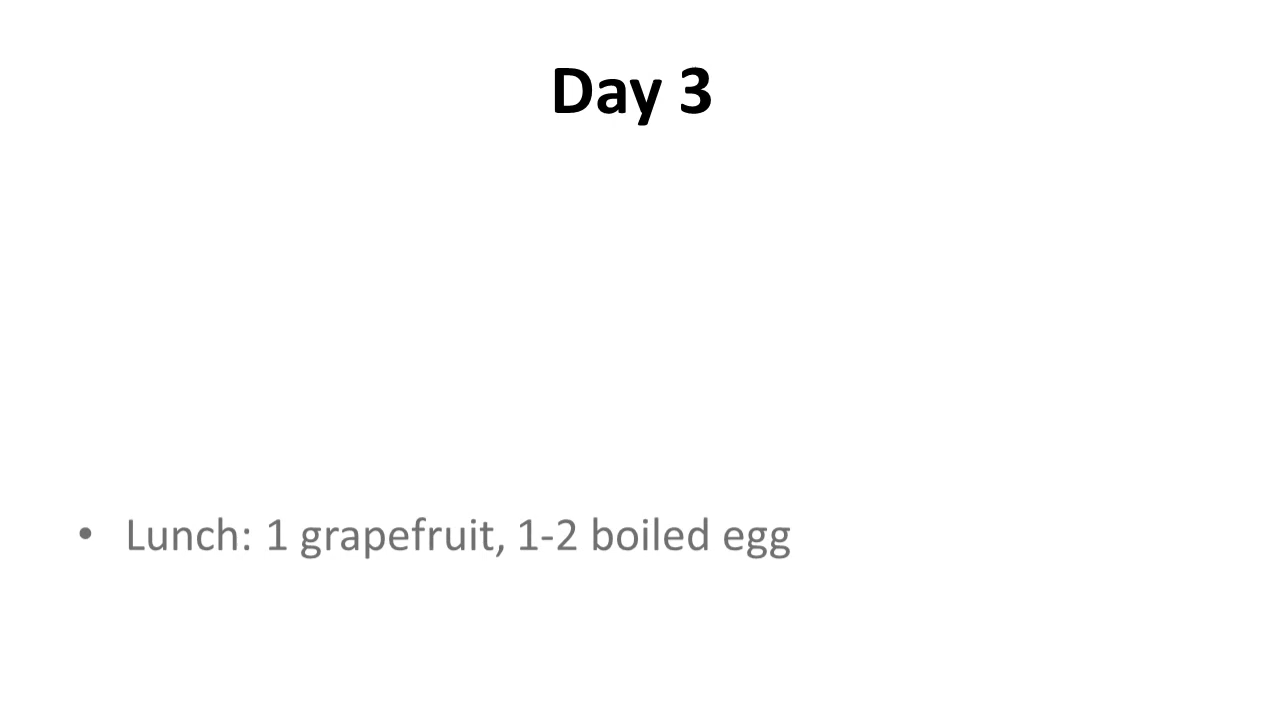 Day 3
• Lunch: 1 grapefruit, 1-2 boiled egg